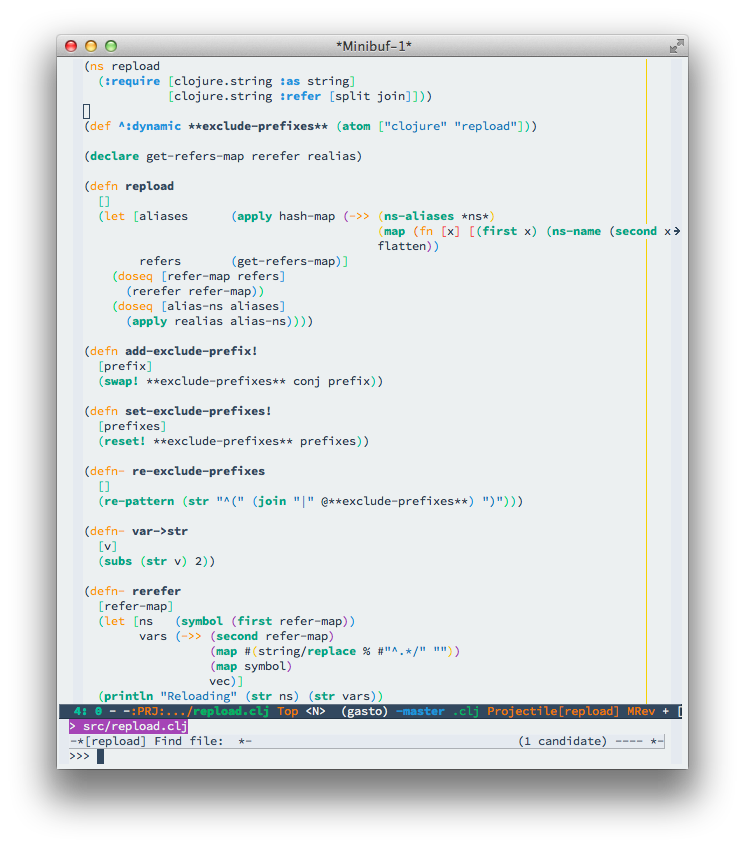 *Minibuf-1*
(ns repload
  (:require [clojure.string :as string]
            [clojure.string :refer [split join]]))

(def ^:dynamic **exclude-prefixes** (atom ["clojure" "repload"]))

(declare get-refers-map rerefer realias)

(defn repload
  []
  (let [aliases      (apply hash-map (->> (ns-aliases *ns*)
                                          (map (fn [x] [(first x) (ns-name (second x→
                                          flatten))
        refers       (get-refers-map)]
    (doseq [refer-map refers]
      (rerefer refer-map))
    (doseq [alias-ns aliases]
      (apply realias alias-ns))))

(defn add-exclude-prefix!
  [prefix]
  (swap! **exclude-prefixes** conj prefix))

(defn set-exclude-prefixes!
  [prefixes]
  (reset! **exclude-prefixes** prefixes))

(defn- re-exclude-prefixes
  []
  (re-pattern (str "^(" (join "|" @**exclude-prefixes**) ")")))

(defn- var->str
  [v]
  (subs (str v) 2))

(defn- rerefer
  [refer-map]
  (let [ns   (symbol (first refer-map))
        vars (->> (second refer-map)
                  (map #(string/replace % #"^.*/" ""))
                  (map symbol)
                  vec)]
  (println "Reloading" (str ns) (str vars))
4: 0 - -:PRJ:.../repload.clj Top <N>  (gasto) -master .clj Projectile[repload] MRev + [
> src/repload.clj
-*[repload] Find file:  *-                                      (1 candidate) ---- *-
>>>